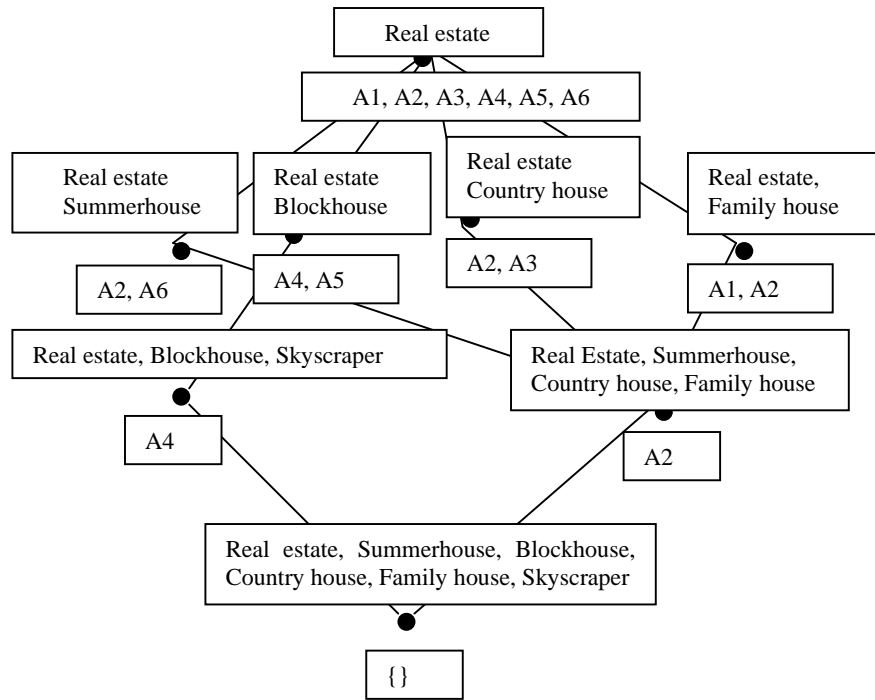 Real estate
A1, A2, A3, A4, A5, A6
Real estate
Summerhouse
Real estate
Blockhouse
Real estate
Country house
Real estate,
Family house
A2, A6
A4, A5
A2, A3
A1, A2
Real estate, Blockhouse, Skyscraper
Real Estate, Summerhouse,
Country house, Family house
A4
A2
Real estate, Summerhouse, Blockhouse,
Country house, Family house, Skyscraper
{}